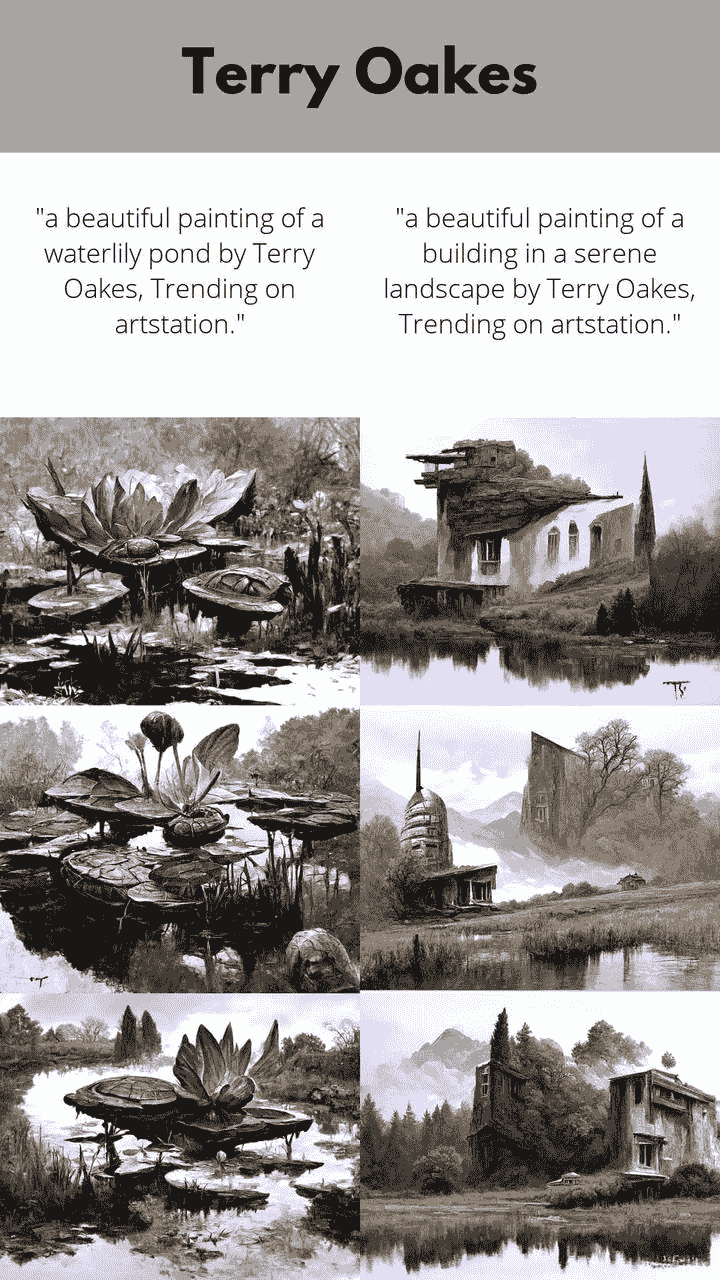 Terry Oakes
"a beautiful painting of a
waterlily pond by Terry
Oakes, Trending on
artstation."
"a beautiful painting of a
building in a serene
landscape by Terry Oakes,
Trending on artstation."